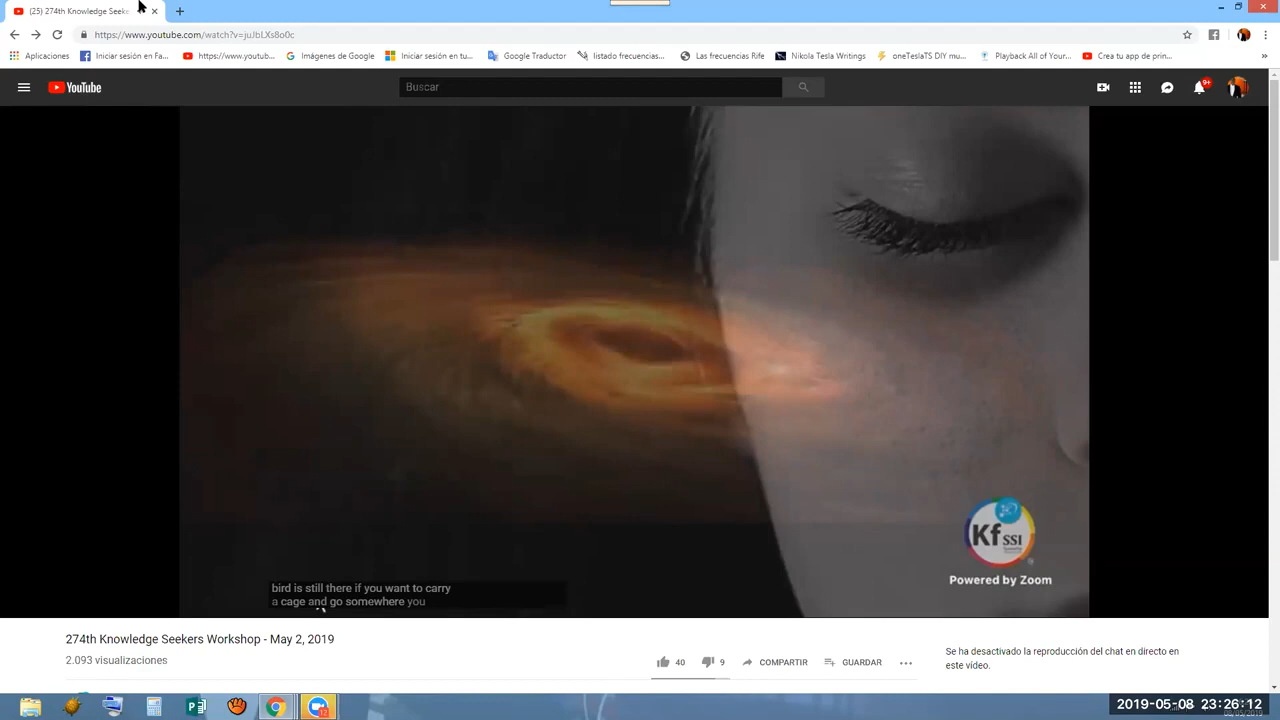 (25) 274th Knowledge Seeke
https://www.youtube.com/watch?v=juJbLXs8o0c
Aplicaciones
Iniciar sesión en Fa...
https://www.youtub...
Imágenes de Google
Iniciar sesión en tu...
Google Traductor
listado frecuencias...
Las frecuencias Rife
Nikola Tesla Writings
oneTeslaTS DIY mu...
Playback All of Your...
Crea tu app de prin...
YouTube
Buscar
9+
Kf SSI
Powered by Zoom
bird is still there if you want to carry
a cage and go somewhere you
274th Knowledge Seekers Workshop - May 2, 2019
2.093 visualizaciones
40
9
COMPARTIR
GUARDAR
Se ha desactivado la reproducción del chat en directo en
este vídeo.
2019-05-08 23:26:12